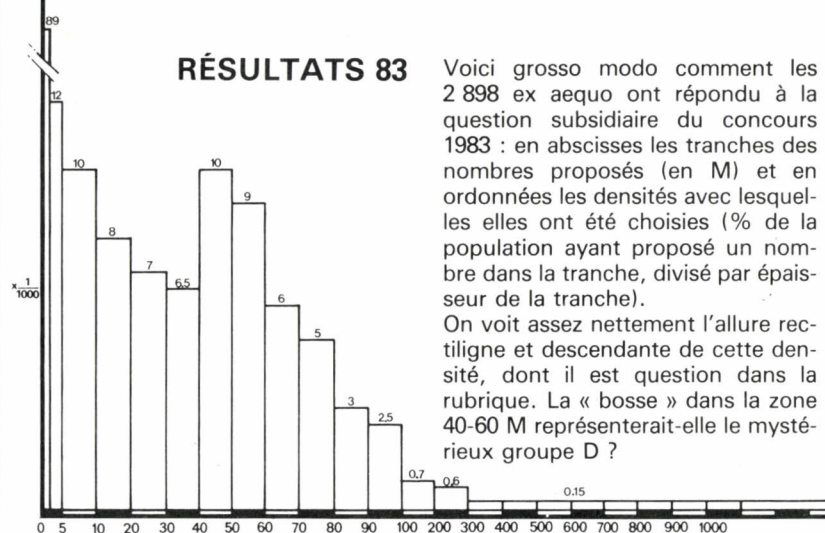 89
12
RÉSULTATS 83
Voici grosso modo comment les
2 898 ex aequo ont répondu à la
question subsidiaire du concours
1983 : en abscisses les tranches des
nombres proposés (en M) et en
ordonnées les densités avec lesquel-
les elles ont été choisies (% de la
population ayant proposé un nom-
bre dans la tranche, divisé par épais-
seur de la tranche).
On voit assez nettement l'allure rec-
tiligne et descendante de cette den-
sité, dont il est question dans la
rubrique. La « bosse » dans la zone
40-60 M représenterait-elle le mysté-
rieux groupe D ?
10
8
7
6,5
10
9
6
5
3
2,5
0.7
0,6
0.15
x 1/1000
0 5 10 20 30 40 50 60 70 80 90 100 200 300 400 500 600 700 800 900 1000